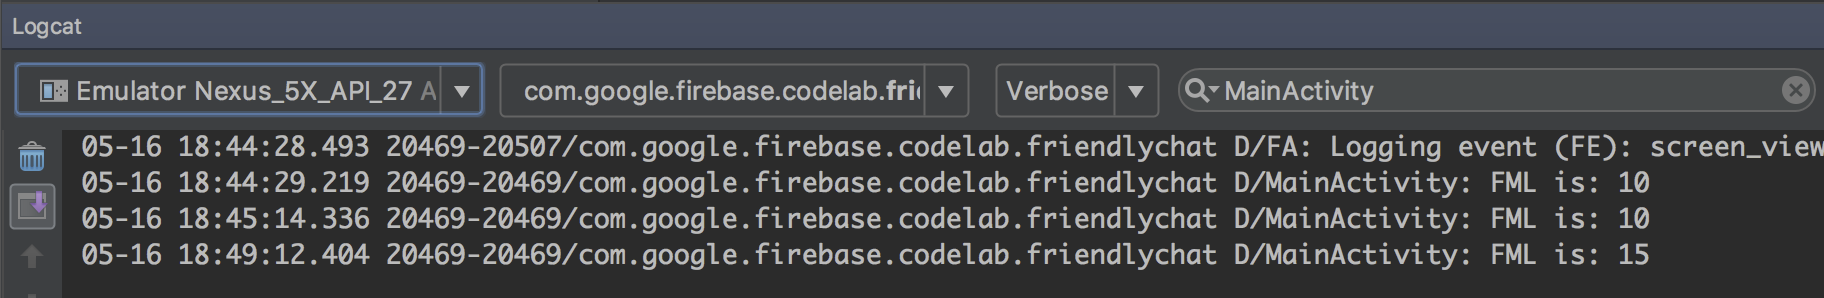 Logcat
Emulator Nexus_5X_API_27 A com.google.firebase.codelab.frie Verbose MainActivity
05-16 18:44:28.493 20469-20507/com.google.firebase.codelab.friendlychat D/FA: Logging event (FE): screen_view
05-16 18:44:29.219 20469-20469/com.google.firebase.codelab.friendlychat D/MainActivity: FML is: 10
05-16 18:45:14.336 20469-20469/com.google.firebase.codelab.friendlychat D/MainActivity: FML is: 10
05-16 18:49:12.404 20469-20469/com.google.firebase.codelab.friendlychat D/MainActivity: FML is: 15